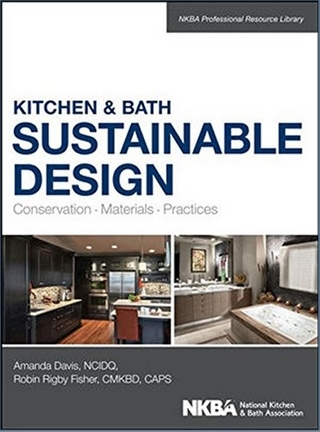 NKBA Professional Resource Library
KITCHEN & BATH
SUSTAINABLE
DESIGN
Conservation · Materials · Practices
Amanda Davis, NCIDQ,
Robin Rigby Fisher, CMKBD, CAPS
NKBA National Kitchen
& Bath Association